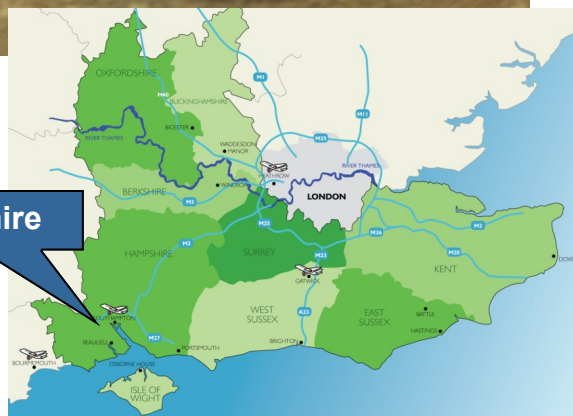 OXFORDSHIRE
M1
M40
BUCKINGHAMSHIRE
M11
BICESTER
M25
RIVER THAMES
WADDESDON
MANOR
RIVER THAMES
HEATHROW
BERKSHIRE
WINDSOR
LONDON
M2
M25
M2
HAMPSHIRE
M3
SURREY
M26
M23
M20
KENT
GATWICK
WEST
SUSSEX
EAST
SUSSEX
BATTLE
A23
HASTINGS
M27
BEAULIEU
PORTSMOUTH
BRIGHTON
BOURNEMOUTH
OSBORNE HOUSE
ISLE OF
WIGHT